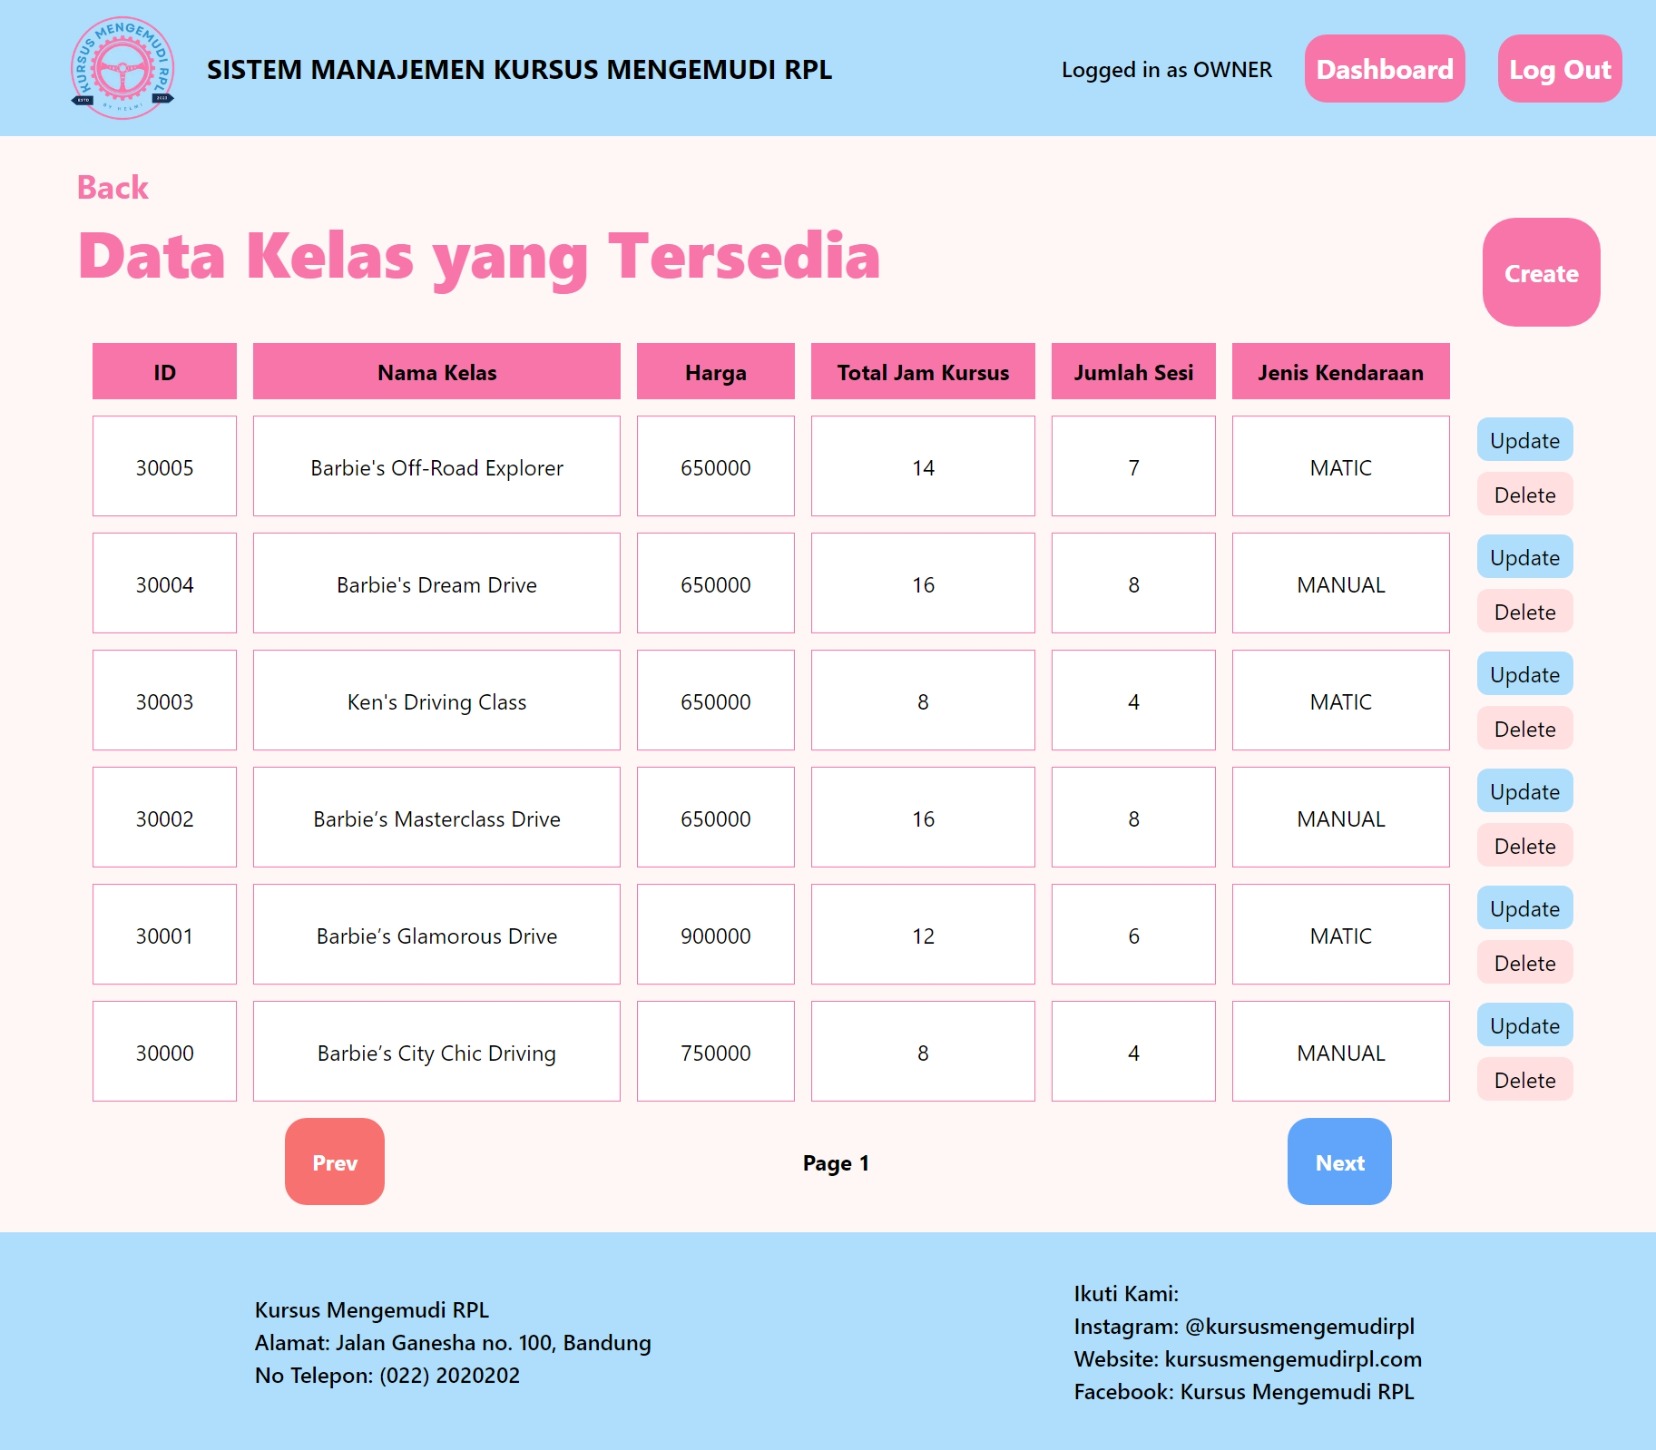 KURSUS MENGEMUDI RPL
BY HELMI
SISTEM MANAJEMEN KURSUS MENGEMUDI RPL
Logged in as OWNER
Dashboard
Log Out
Back
Data Kelas yang Tersedia
Create
ID Nama Kelas Harga Total Jam Kursus Jumlah Sesi Jenis Kendaraan
30005 Barbie's Off-Road Explorer 650000 14 7 MATIC
Update
Delete
30004 Barbie's Dream Drive 650000 16 8 MANUAL
Update
Delete
30003 Ken's Driving Class 650000 8 4 MATIC
Update
Delete
30002 Barbie’s Masterclass Drive 650000 16 8 MANUAL
Update
Delete
30001 Barbie’s Glamorous Drive 900000 12 6 MATIC
Update
Delete
30000 Barbie’s City Chic Driving 750000 8 4 MANUAL
Update
Delete
Prev
Page 1
Next
Kursus Mengemudi RPL
Alamat: Jalan Ganesha no. 100, Bandung
No Telepon: (022) 2020202
Ikuti Kami:
Instagram: @kursusmengemudirpl
Website: kursusmengemudirpl.com
Facebook: Kursus Mengemudi RPL